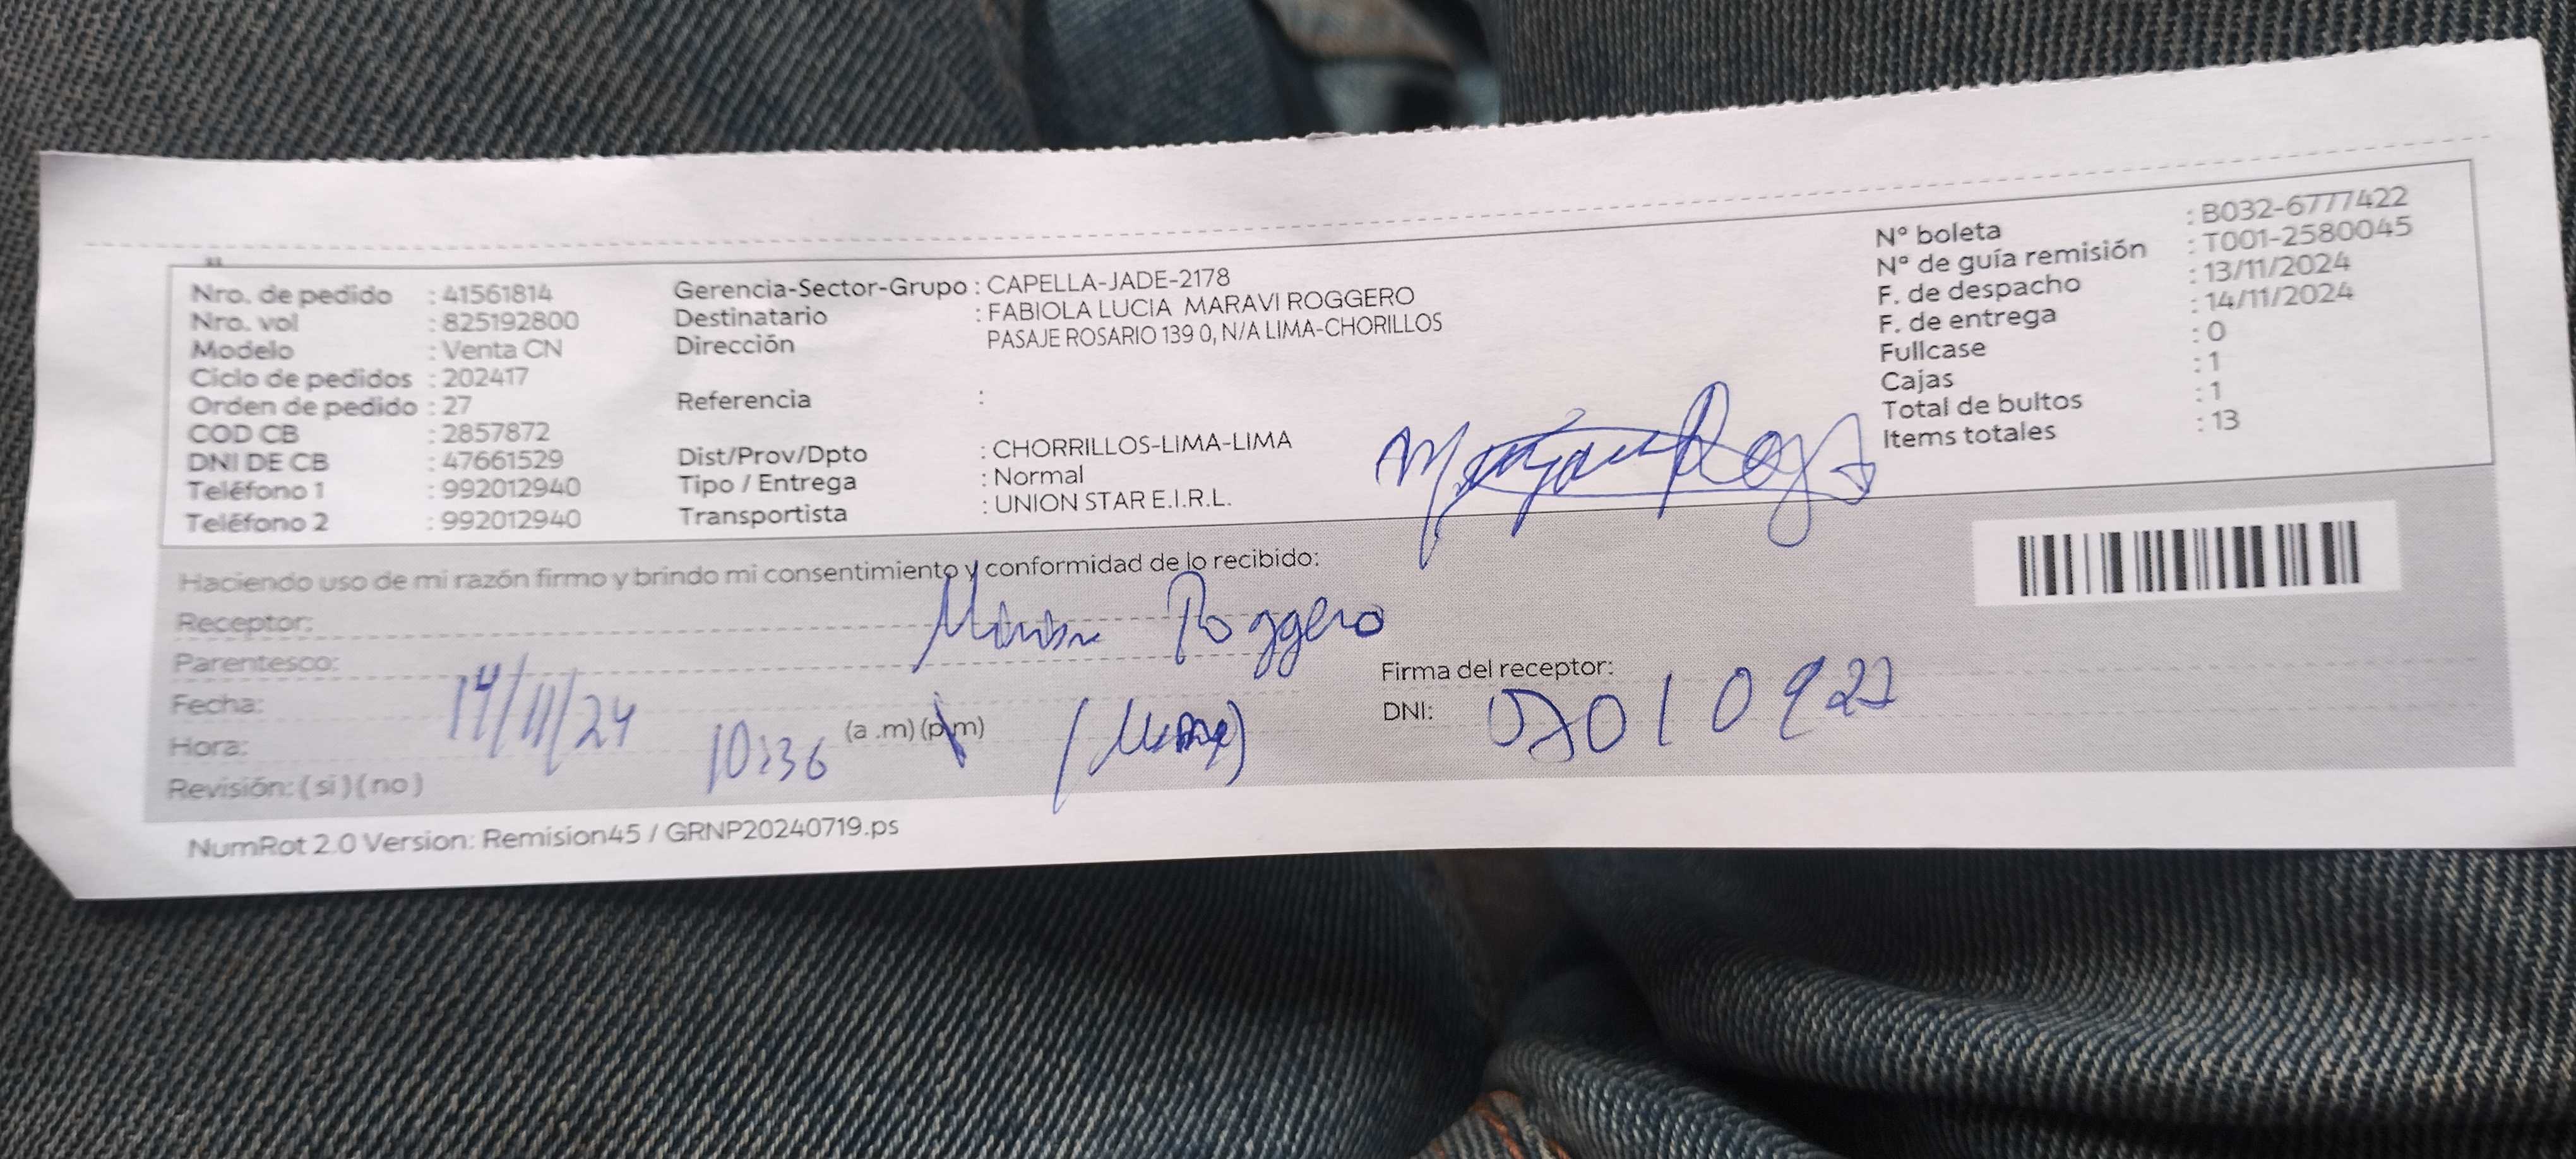 Nro. de pedido : 41561814
Nro. vol : 825192800
Modelo : Venta CN
Ciclo de pedidos : 202417
Orden de pedido : 27
COD CB : 2857872
DNI DE CB : 47661529
Teléfono 1 : 992012940
Teléfono 2 : 992012940
Gerencia-Sector-Grupo : CAPELLA-JADE-2178
Destinatario : FABIOLA LUCIA MARAVI ROGGERO
Dirección PASAJE ROSARIO 139 0, N/A LIMA-CHORILLOS
Referencia :
Dist/Prov/Dpto : CHORRILLOS-LIMA-LIMA
Tipo / Entrega : Normal
Transportista : UNION STAR E.I.R.L.
N° boleta : B032-6777422
N° de guía remisión : T001-2580045
F. de despacho : 13/11/2024
F. de entrega : 14/11/2024
Fullcase : 0
Cajas : 1
Total de bultos : 1
Items totales : 13
Haciendo uso de mi razón firmo y brindo mi consentimiento y conformidad de lo recibido:
Receptor: Roggero
Parentesco:
Fecha: 14/11/24
Hora: 10:36 (a .m) (p.m)
Revisión: ( si ) ( no )
Firma del receptor:
DNI:
NumRot 2.0 Version: Remision45 / GRNP20240719.ps